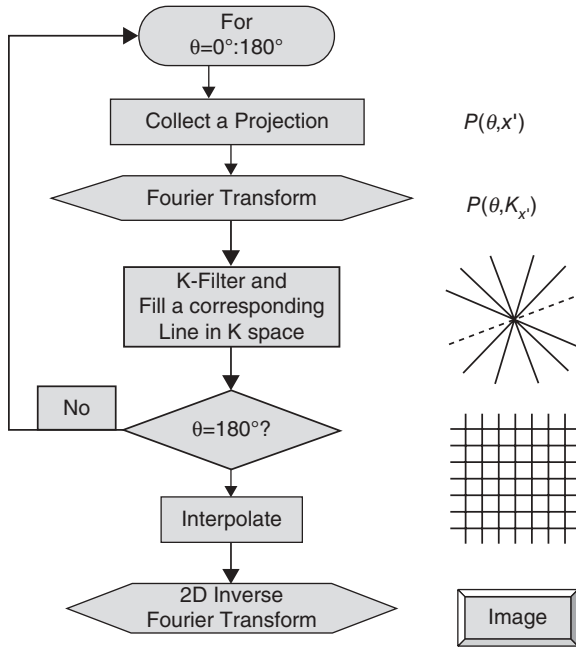 For
θ=0°:180°
Collect a Projection
P(θ,x')
Fourier Transform
P(θ,Kx')
K-Filter and
Fill a corresponding
Line in K space
No
θ=180°?
Interpolate
2D Inverse
Fourier Transform
Image